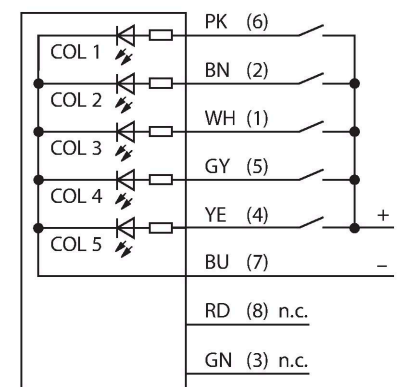 PK (6)
COL 1
BN (2)
COL 2
WH (1)
COL 3
GY (5)
COL 4
YE (4)
+
COL 5
BU (7)
–
RD (8) n.c.
GN (3) n.c.